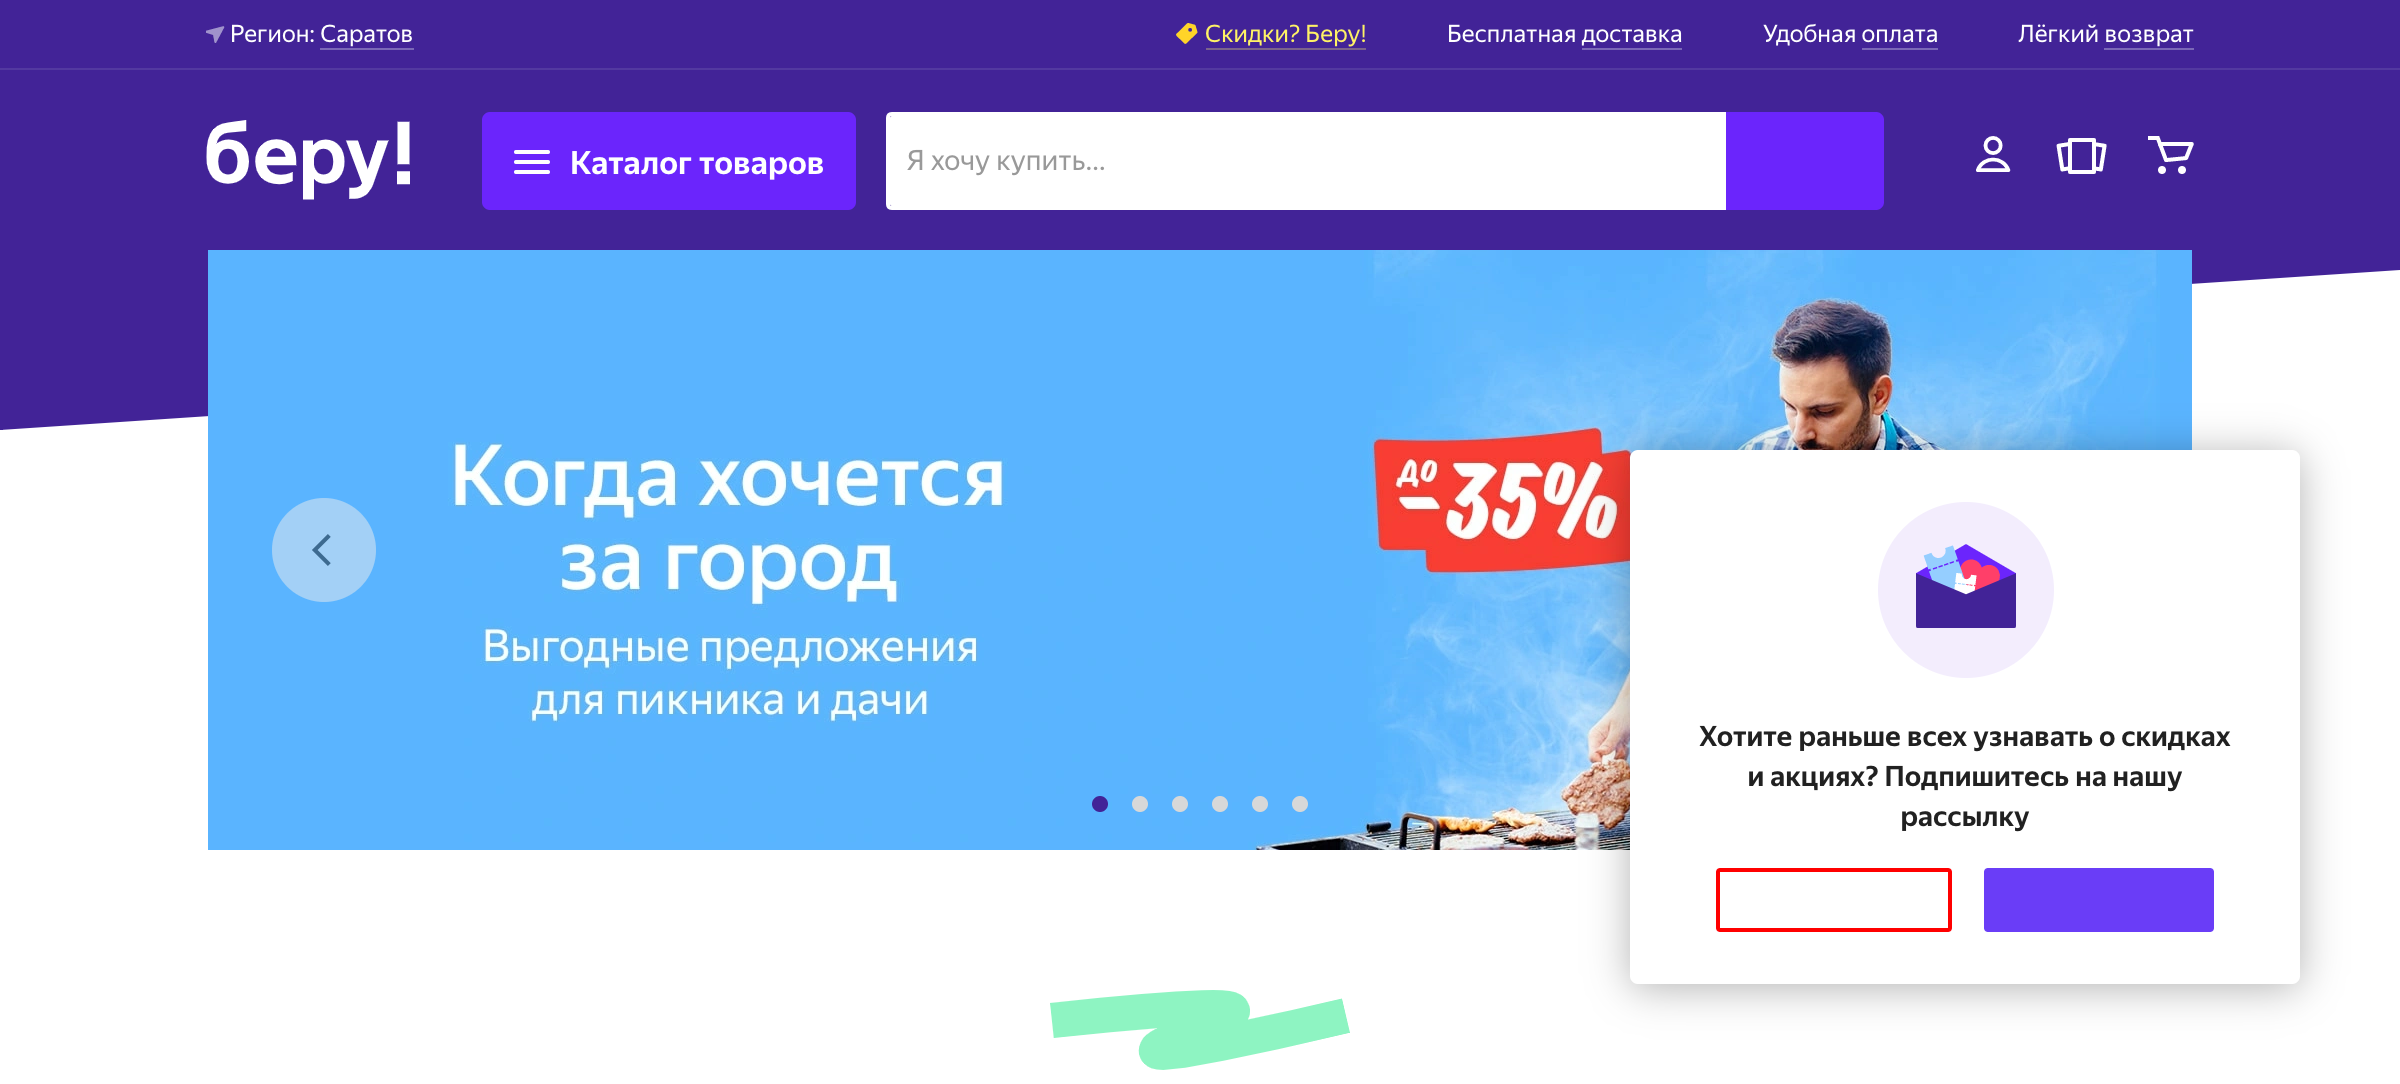 Регион: Саратов
Скидки? Беру!
Бесплатная доставка
Удобная оплата
Лёгкий возврат
беру!
Каталог товаров
Я хочу купить...
Когда хочется
за город
Выгодные предложения
для пикника и дачи
до
-35%
Хотите раньше всех узнавать о скидках
и акциях? Подпишитесь на нашу
рассылку